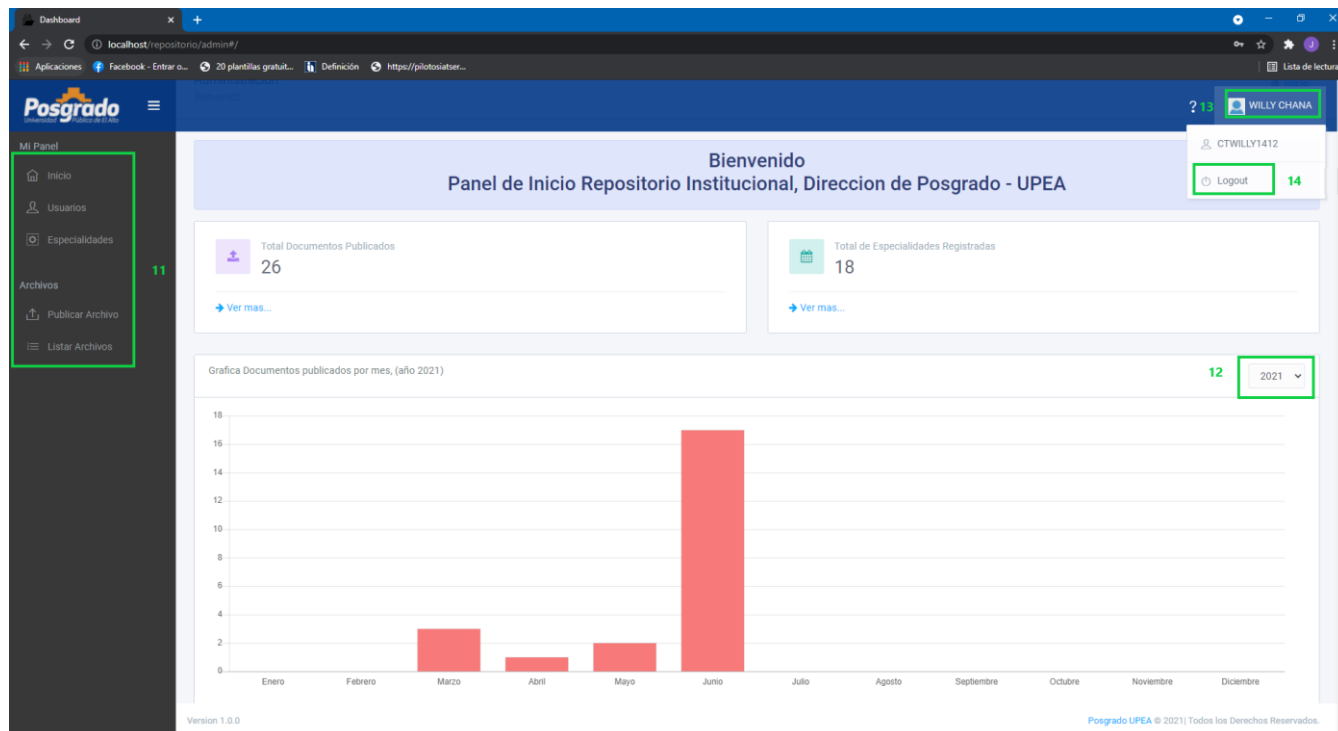 Dashboard
localhost/repositorio/admin#/
Aplicaciones
Facebook - Entrar o...
20 plantillas gratuit...
Definición
https://pilotosiatser...
Lista de lectura
J
Posgrado
Universidad Pública de El Alto
? 13 WILLY CHANA
CTWILLY1412
Logout 14
Mi Panel
Inicio
Usuarios
Especialidades
11
Archivos
Publicar Archivo
Listar Archivos
Bienvenido
Panel de Inicio Repositorio Institucional, Direccion de Posgrado - UPEA
Total Documentos Publicados
26
Ver mas...
Total de Especialidades Registradas
18
Ver mas...
Grafica Documentos publicados por mes, (año 2021)
12 2021
18
16
14
12
10
8
6
4
2
0
Enero Febrero Marzo Abril Mayo Junio Julio Agosto Septiembre Octubre Noviembre Diciembre
Version 1.0.0
Posgrado UPEA © 2021| Todos los Derechos Reservados.